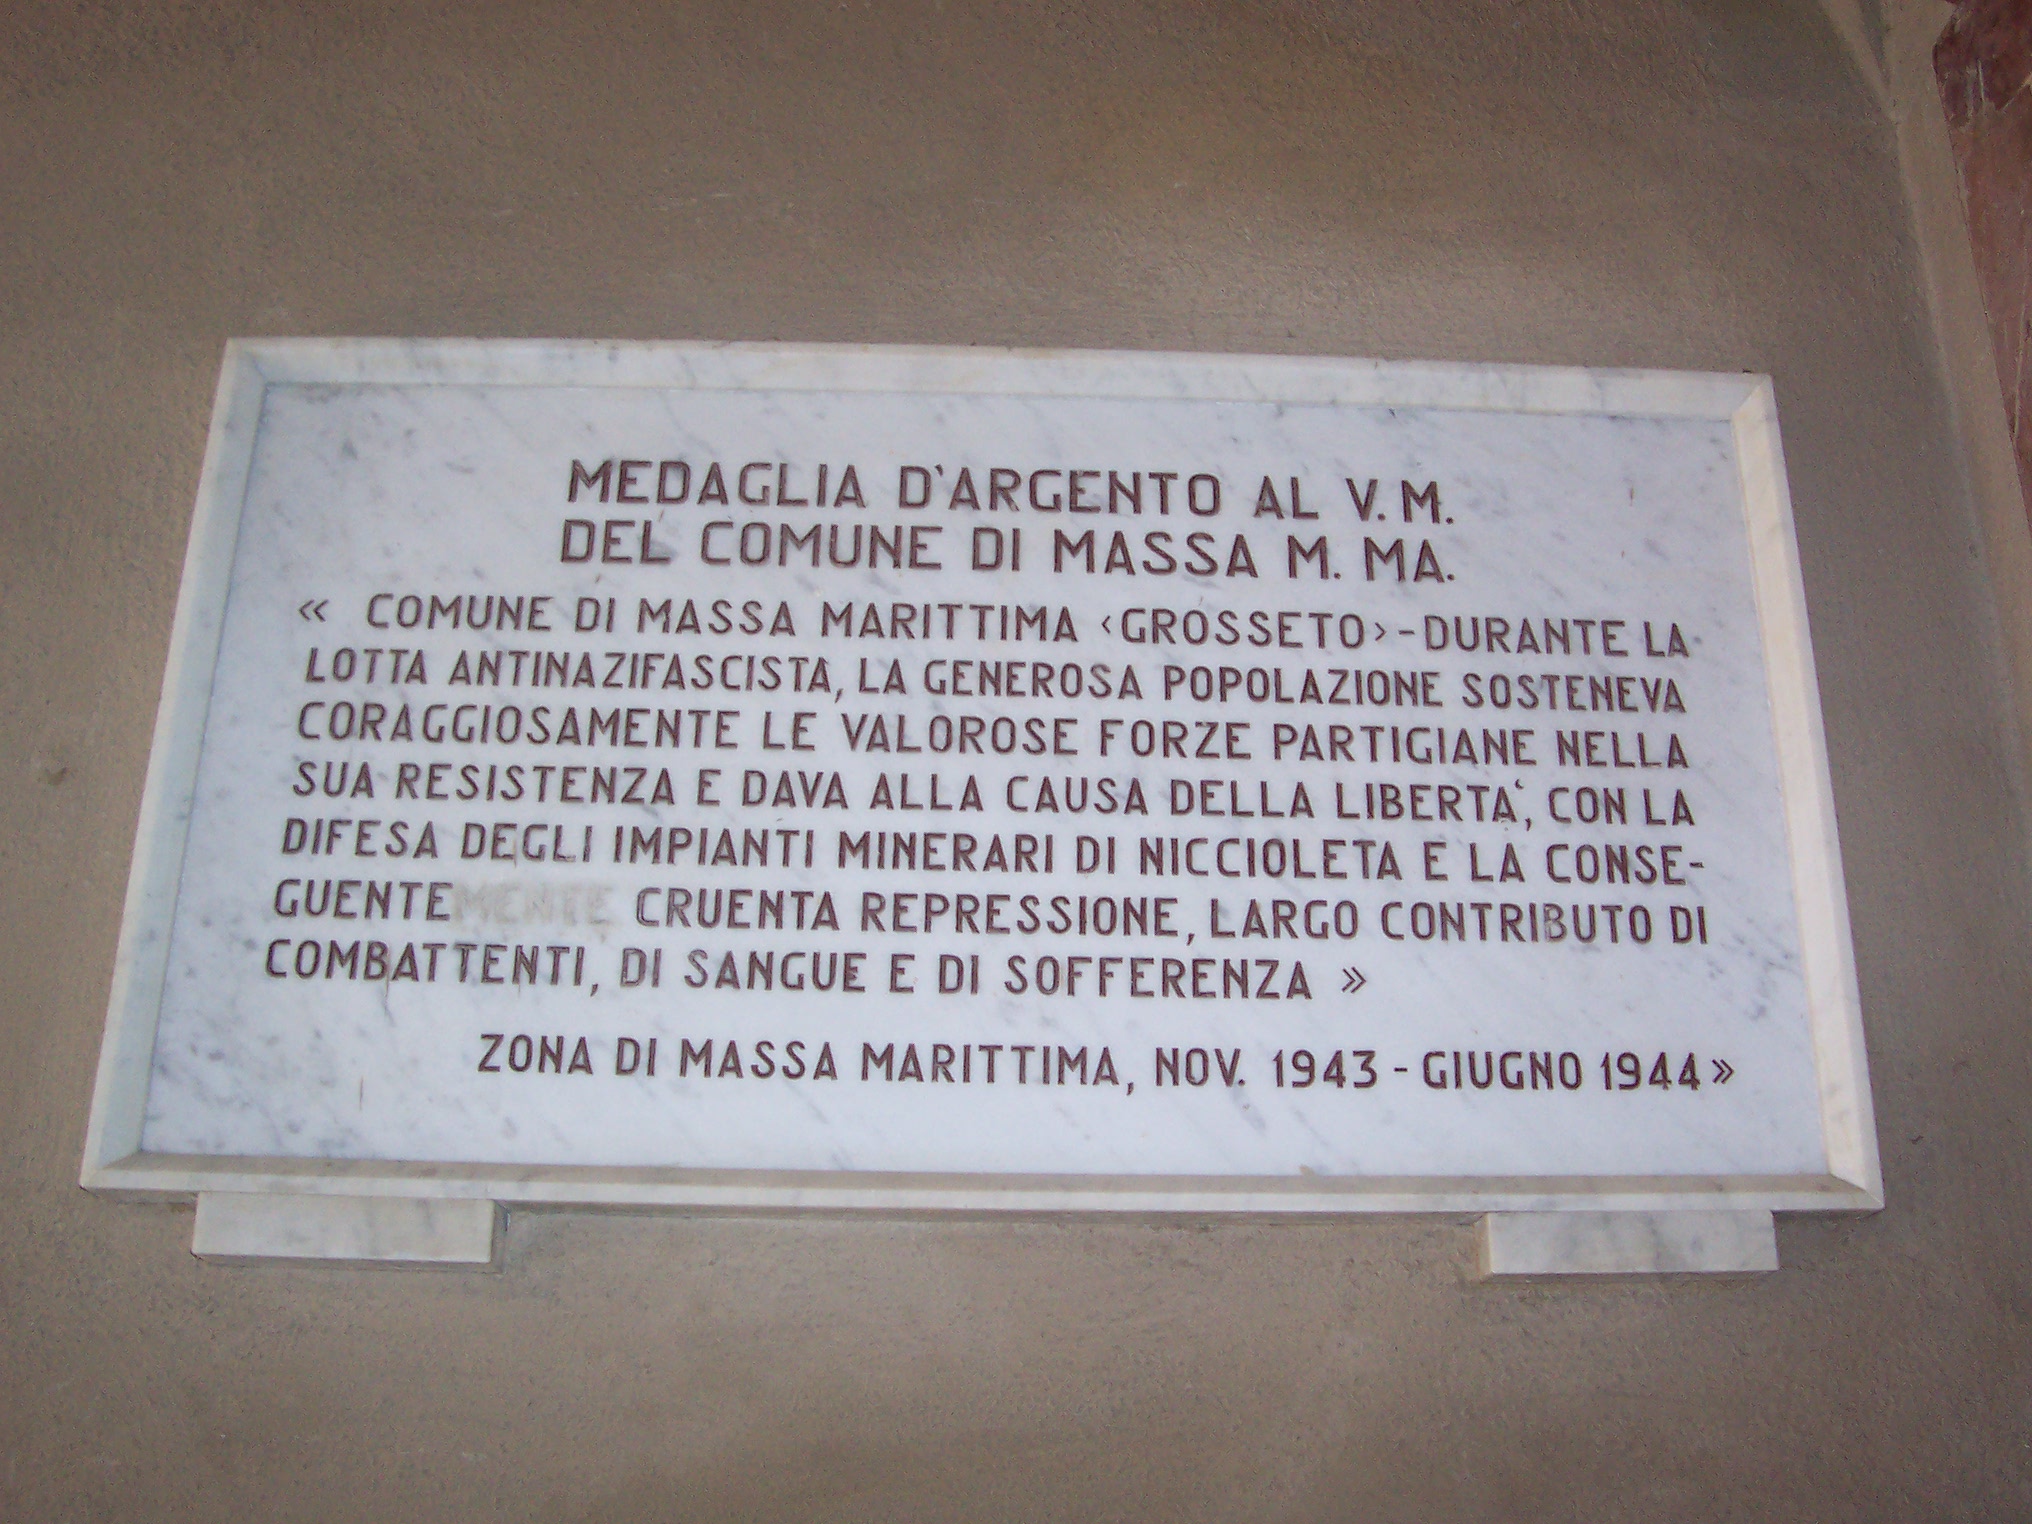 MEDAGLIA D'ARGENTO AL V. M.
DEL COMUNE DI MASSA M. MA.
« COMUNE DI MASSA MARITTIMA ‹GROSSETO›-DURANTE LA
LOTTA ANTINAZIFASCISTA, LA GENEROSA POPOLAZIONE SOSTENEVA
CORAGGIOSAMENTE LE VALOROSE FORZE PARTIGIANE NELLA
SUA RESISTENZA E DAVA ALLA CAUSA DELLA LIBERTA', CON LA
DIFESA DEGLI IMPIANTI MINERARI DI NICCIOLETA E LA CONSE-
GUENTEMENTE CRUENTA REPRESSIONE, LARGO CONTRIBUTO DI
COMBATTENTI, DI SANGUE E DI SOFFERENZA »
ZONA DI MASSA MARITTIMA, NOV. 1943 - GIUGNO 1944»